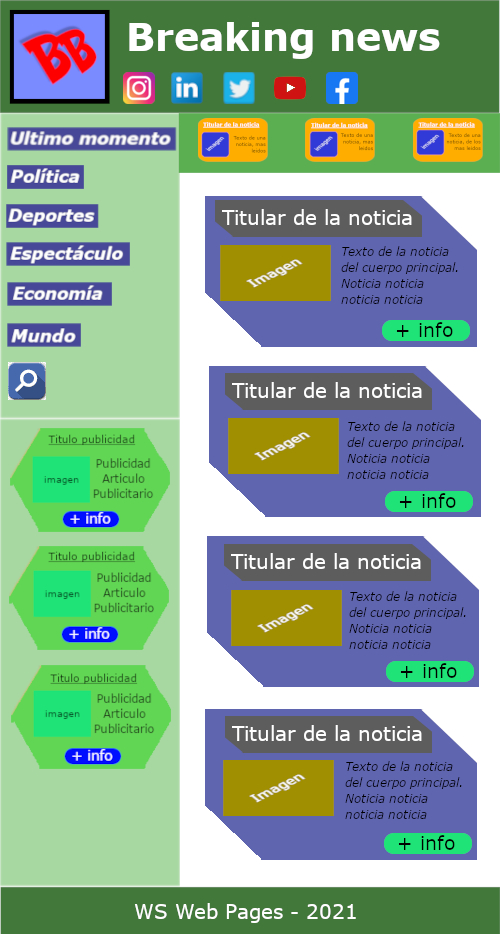 BB
Breaking news
in
f
Ultimo momento
Política
Deportes
Espectáculo
Economía
Mundo
Titular de la noticia
Imagen
Texto de una
noticia, mas
leidos
Titular de la noticia
Imagen
Texto de una
noticia, mas
leidos
Titular de la noticia
Imagen
Texto de una
noticia, de los
mas leidos
Titulo publicidad
imagen
Publicidad
Articulo
Publicitario
+ info
Titulo publicidad
imagen
Publicidad
Articulo
Publicitario
+ info
Titulo publicidad
imagen
Publicidad
Articulo
Publicitario
+ info
Titular de la noticia
Imagen
Texto de la noticia
del cuerpo principal.
Noticia noticia
noticia noticia
+ info
Titular de la noticia
Imagen
Texto de la noticia
del cuerpo principal.
Noticia noticia
noticia noticia
+ info
Titular de la noticia
Imagen
Texto de la noticia
del cuerpo principal.
Noticia noticia
noticia noticia
+ info
Titular de la noticia
Imagen
Texto de la noticia
del cuerpo principal.
Noticia noticia
noticia noticia
+ info
WS Web Pages - 2021